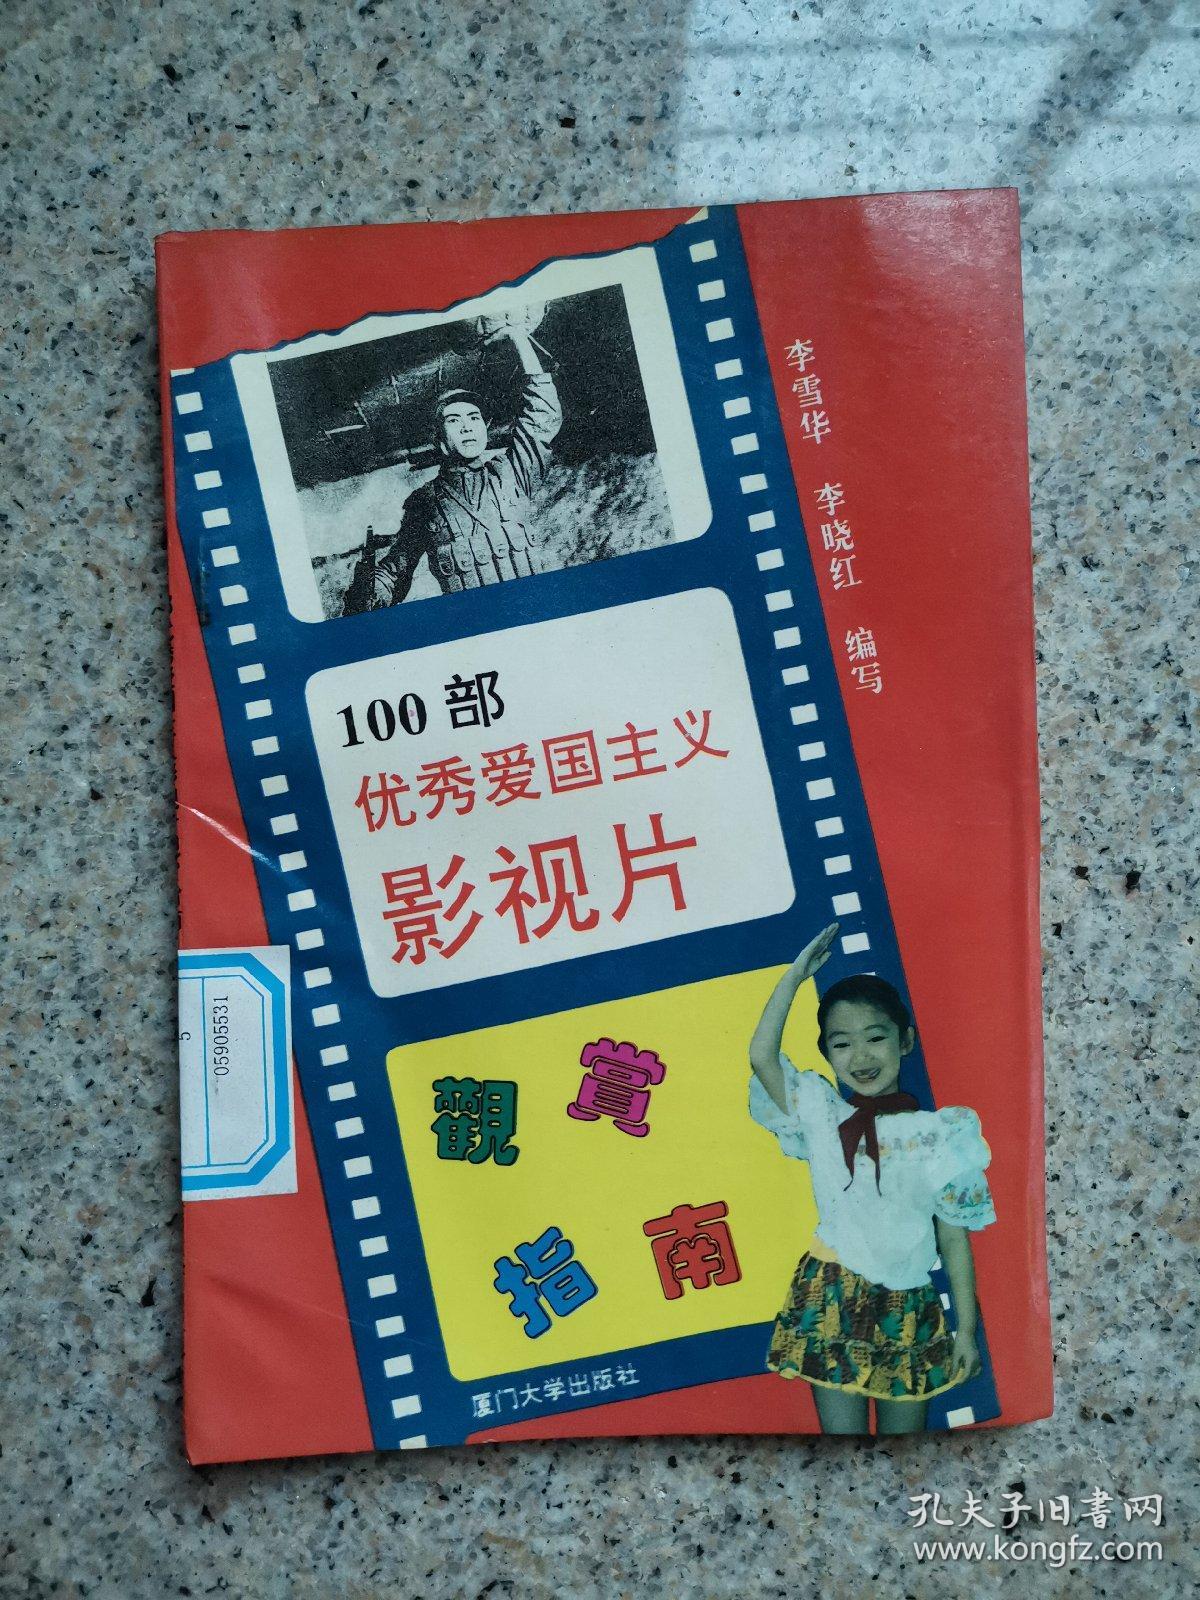 李雪华 李晓红 编写
100部
优秀爱国主义
影视片
觀賞
指南
厦门大学出版社
5
05905531
孔夫子旧書网
www.kongfz.com